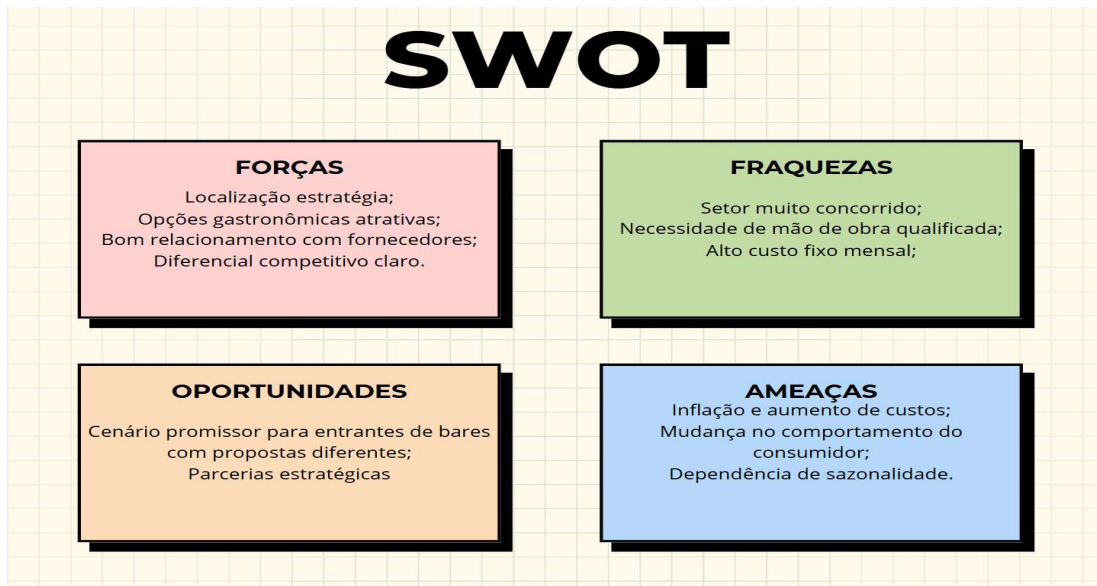 SWOT
FORÇAS
Localização estratégia;
Opções gastronômicas atrativas;
Bom relacionamento com fornecedores;
Diferencial competitivo claro.
FRAQUEZAS
Setor muito concorrido;
Necessidade de mão de obra qualificada;
Alto custo fixo mensal;
OPORTUNIDADES
Cenário promissor para entrantes de bares
com propostas diferentes;
Parcerias estratégicas
AMEAÇAS
Inflação e aumento de custos;
Mudança no comportamento do
consumidor;
Dependência de sazonalidade.